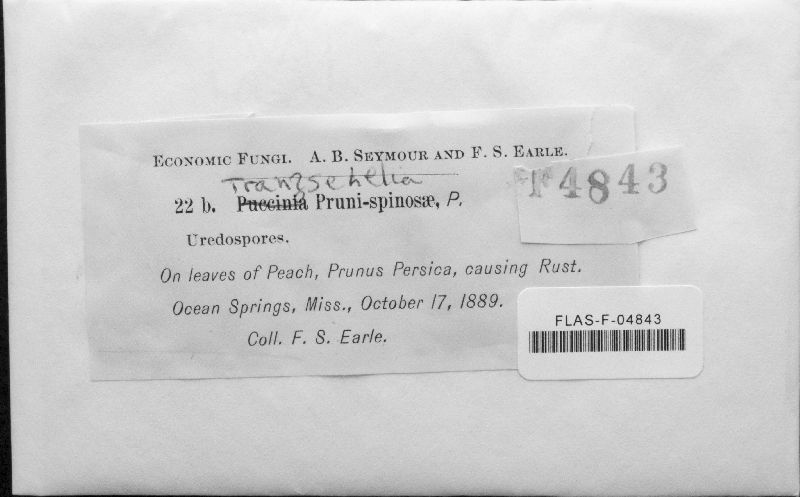 ECONOMIC FUNGI. A. B. SEYMOUR AND F. S. EARLE.
Tranzschelia
22 b. Puccinia Pruni-spinosæ, P.
F4843
Uredospores.
On leaves of Peach, Prunus Persica, causing Rust.
Ocean Springs, Miss., October 17, 1889.
Coll. F. S. Earle.
FLAS-F-04843